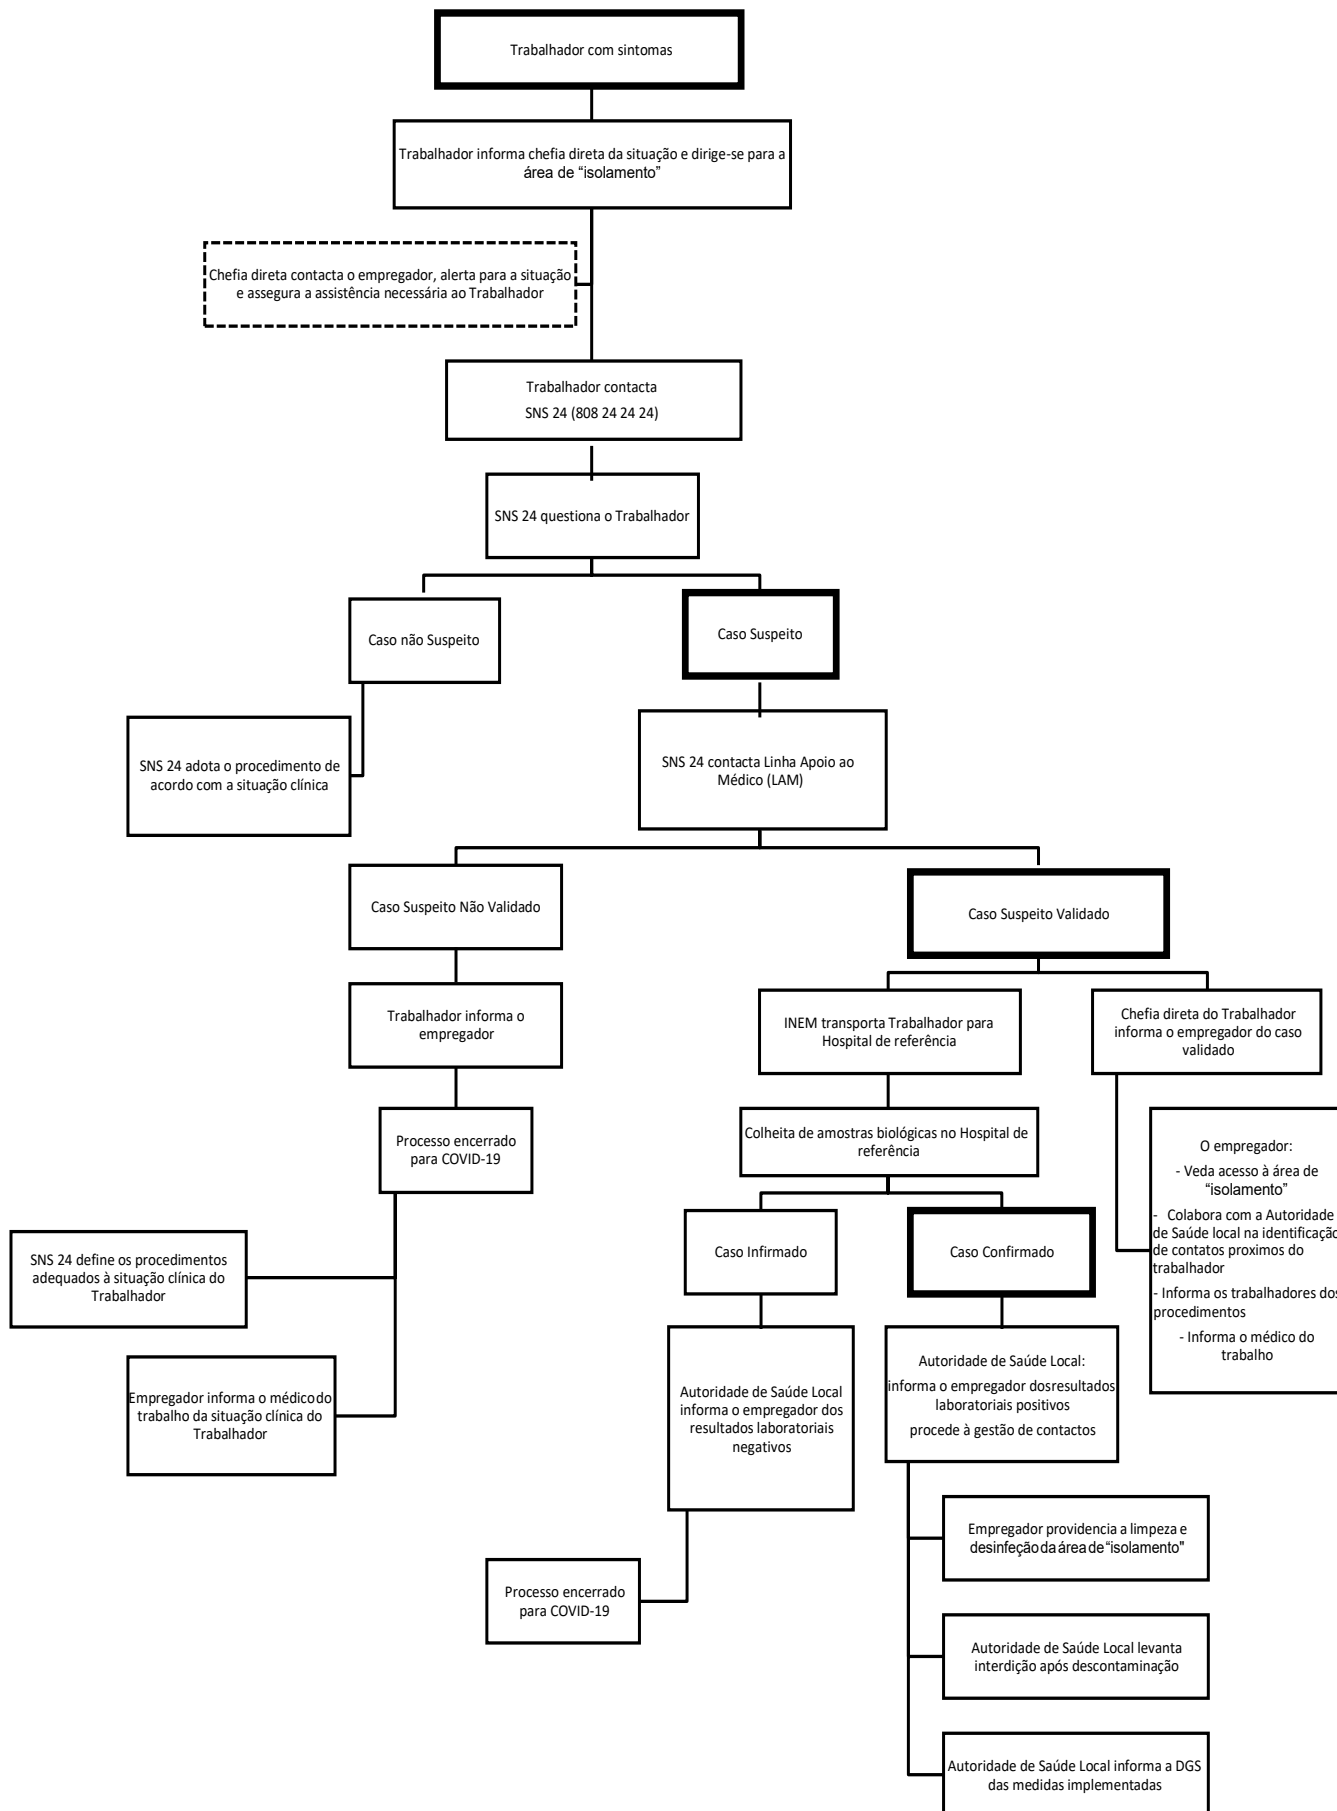 Trabalhador com sintomas
Trabalhador informa chefia direta da situação e dirige-se para a
área de “isolamento”
Chefia direta contacta o empregador, alerta para a situação
e assegura a assistência necessária ao Trabalhador
Trabalhador contacta
SNS 24 (808 24 24 24)
SNS 24 questiona o Trabalhador
Caso não Suspeito
Caso Suspeito
SNS 24 adota o procedimento de
acordo com a situação clínica
SNS 24 contacta Linha Apoio ao
Médico (LAM)
Caso Suspeito Não Validado
Caso Suspeito Validado
Trabalhador informa o
empregador
INEM transporta Trabalhador para
Hospital de referência
Chefia direta do Trabalhador
informa o empregador do caso
validado
Processo encerrado
para COVID-19
Colheita de amostras biológicas no Hospital de
referência
O empregador:
- Veda acesso à área de
“isolamento”
- Colabora com a Autoridade
de Saúde local na identificação
de contatos proximos do
trabalhador
- Informa os trabalhadores dos
procedimentos
- Informa o médico do
trabalho
SNS 24 define os procedimentos
adequados à situação clínica do
Trabalhador
Caso Infirmado
Caso Confirmado
Empregador informa o médico do
trabalho da situação clínica do
Trabalhador
Autoridade de Saúde Local
informa o empregador dos
resultados laboratoriais
negativos
Autoridade de Saúde Local:
informa o empregador dosresultados
laboratoriais positivos
procede à gestão de contactos
Processo encerrado
para COVID-19
Empregador providencia a limpeza e
desinfeção da área de “isolamento”
Autoridade de Saúde Local levanta
interdição após descontaminação
Autoridade de Saúde Local informa a DGS
das medidas implementadas